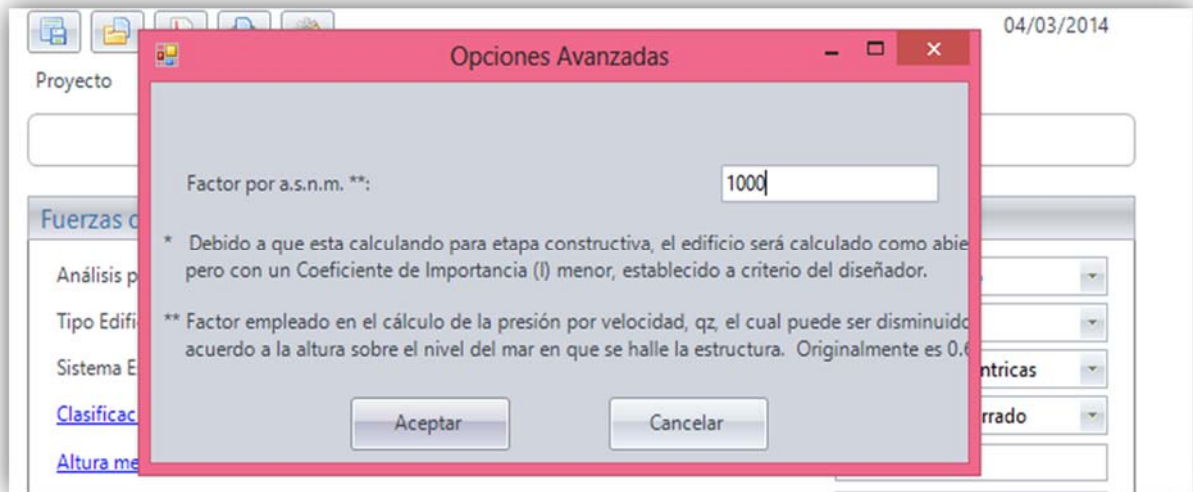 04/03/2014
Opciones Avanzadas
Proyecto
Factor por a.s.n.m. **:
1000
Fuerzas
* Debido a que esta calculando para etapa constructiva, el edificio será calculado como abie
pero con un Coeficiente de Importancia (I) menor, establecido a criterio del diseñador.
Análisis p
Tipo Edifi
** Factor empleado en el cálculo de la presión por velocidad, qz, el cual puede ser disminuido
acuerdo a la altura sobre el nivel del mar en que se halle la estructura. Originalmente es 0.6
Sistema E
ntricas
Clasificac
Aceptar
Cancelar
rrado
Altura me